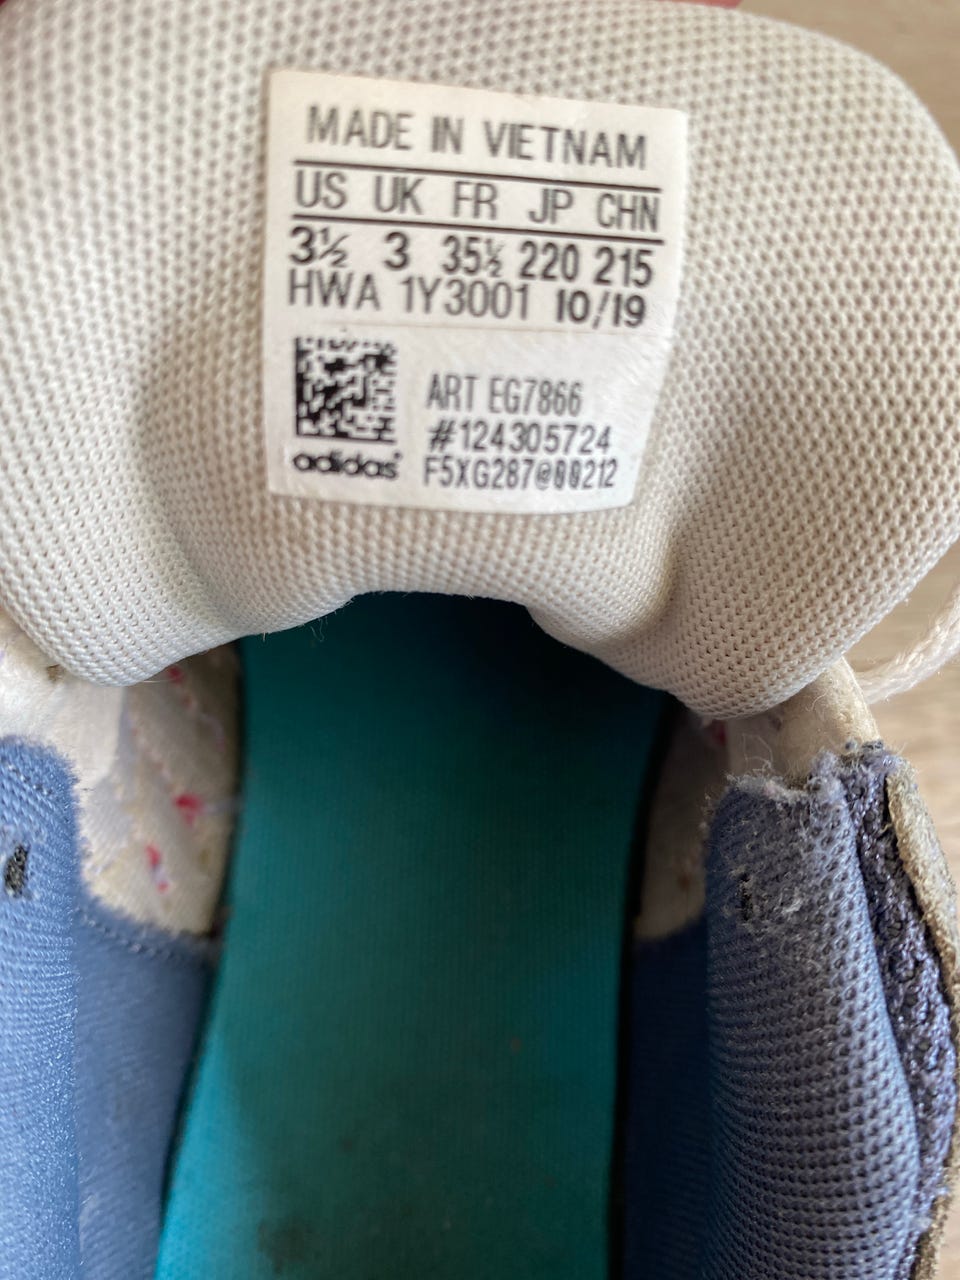 MADE IN VIETNAM
US UK FR JP CHN
3½ 3 35½ 220 215
HWA 1Y3001 10/19
ART EG7866
#124305724
adidas
F5XG287@00212